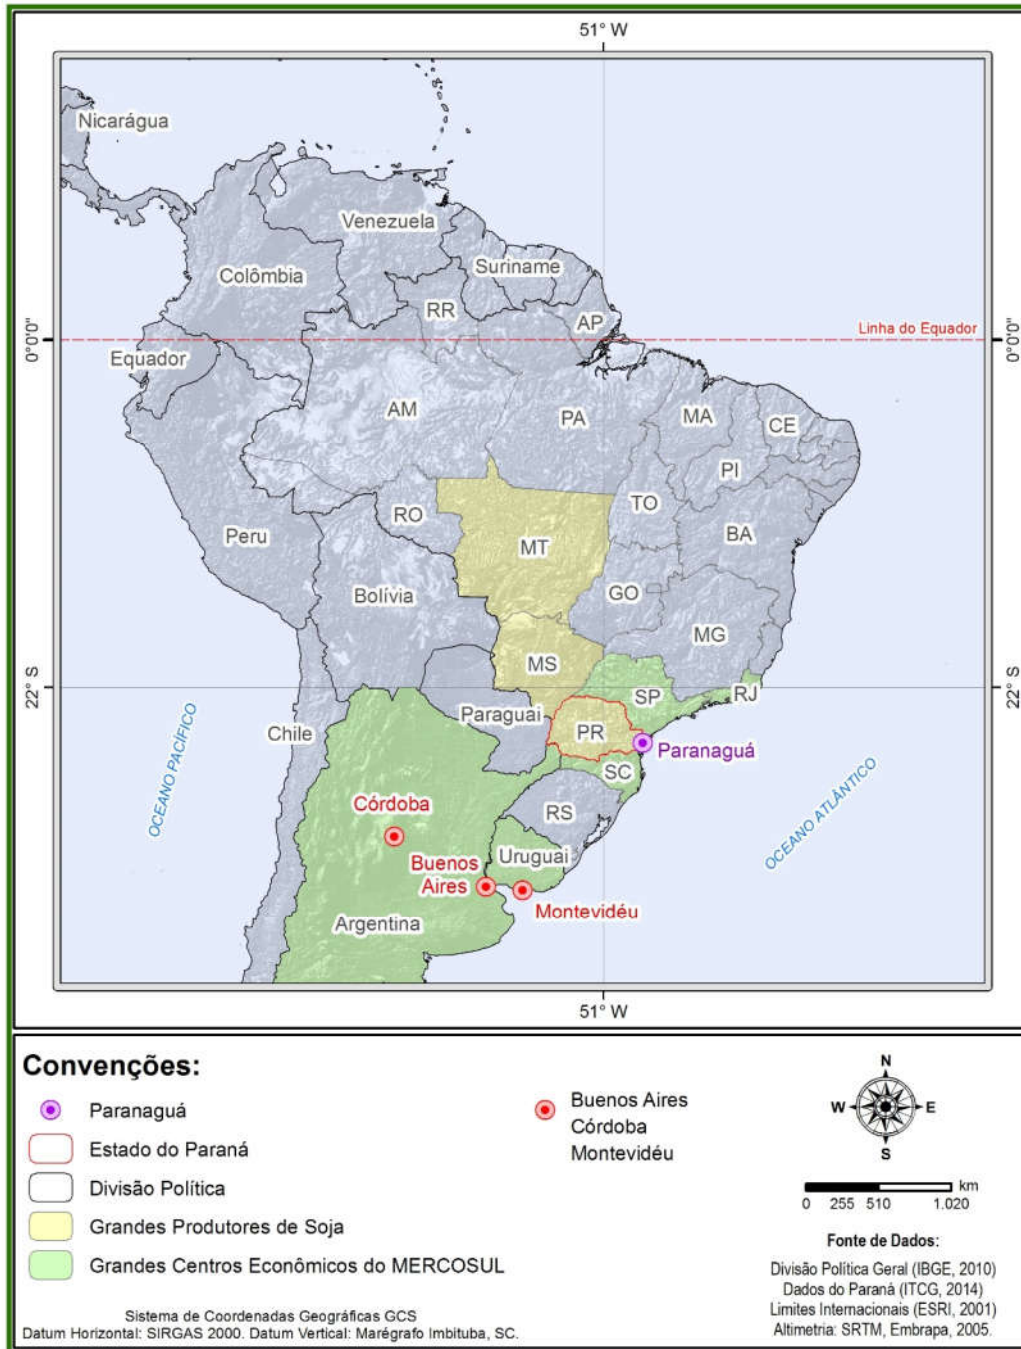 51° W
Nicarágua
Venezuela
Colômbia
Suriname
RR
AP
0°0'0"
Linha do Equador
0°0'0"
Equador
AM
PA
MA
CE
PI
TO
RO
BA
Peru
MT
Bolívia
GO
MG
MS
22° S
22° S
SP
RJ
Paraguai
Chile
PR
Paranaguá
SC
OCEANO PACÍFICO
OCEANO ATLÂNTICO
Córdoba
RS
Uruguai
Buenos
Aires
Montevidéu
Argentina
51° W
Convenções:
Paranaguá
Estado do Paraná
Divisão Política
Grandes Produtores de Soja
Grandes Centros Econômicos do MERCOSUL
Sistema de Coordenadas Geográficas GCS
Datum Horizontal: SIRGAS 2000. Datum Vertical: Marégrafo Imbituba, SC.
Buenos Aires
Córdoba
Montevidéu
N
W E
S
km
0 255 510 1.020
Fonte de Dados:
Divisão Política Geral (IBGE, 2010)
Dados do Paraná (ITCG, 2014)
Limites Internacionais (ESRI, 2001)
Altimetria: SRTM, Embrapa, 2005.